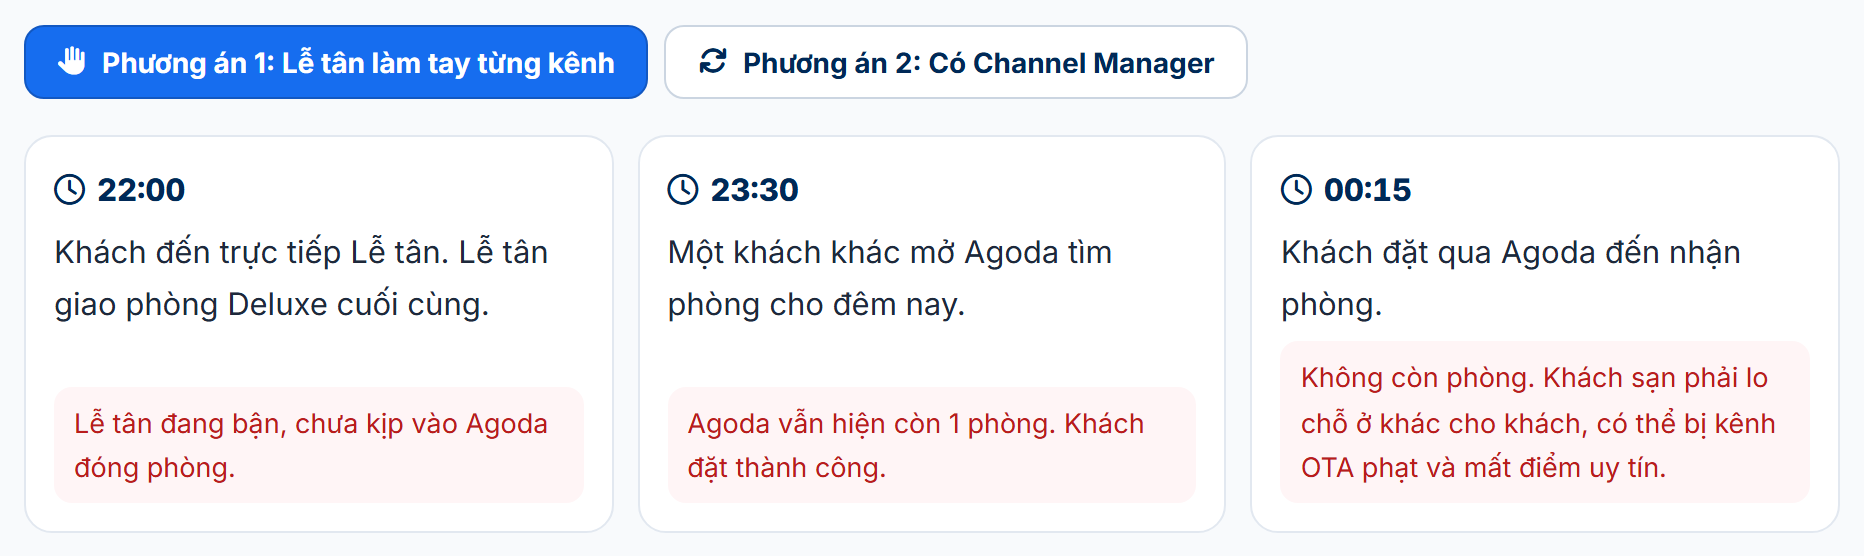 Phương án 1: Lễ tân làm tay từng kênh
Phương án 2: Có Channel Manager
22:00
Khách đến trực tiếp Lễ tân. Lễ tân
giao phòng Deluxe cuối cùng.
Lễ tân đang bận, chưa kịp vào Agoda
đóng phòng.
23:30
Một khách khác mở Agoda tìm
phòng cho đêm nay.
Agoda vẫn hiện còn 1 phòng. Khách
đặt thành công.
00:15
Khách đặt qua Agoda đến nhận
phòng.
Không còn phòng. Khách sạn phải lo
chỗ ở khác cho khách, có thể bị kênh
OTA phạt và mất điểm uy tín.